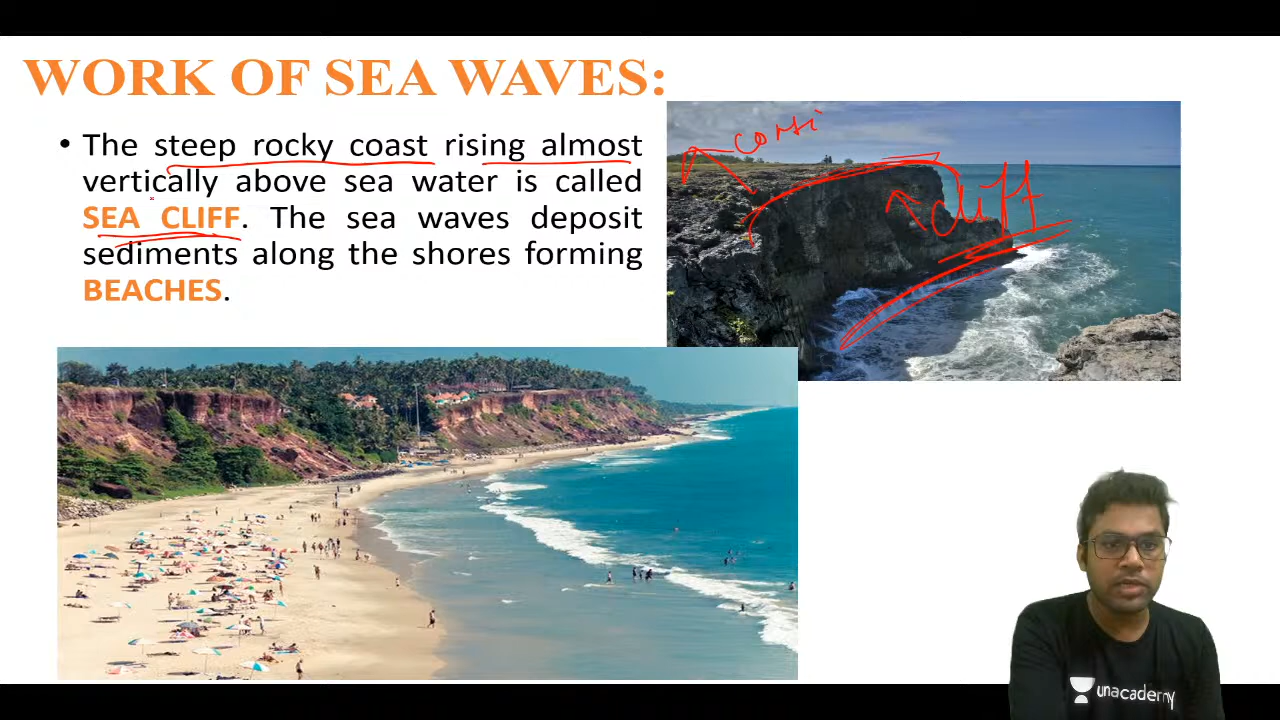 WORK OF SEA WAVES:
• The steep rocky coast rising almost
vertically above sea water is called
SEA CLIFF. The sea waves deposit
sediments along the shores forming
BEACHES.
cliff
unacademy